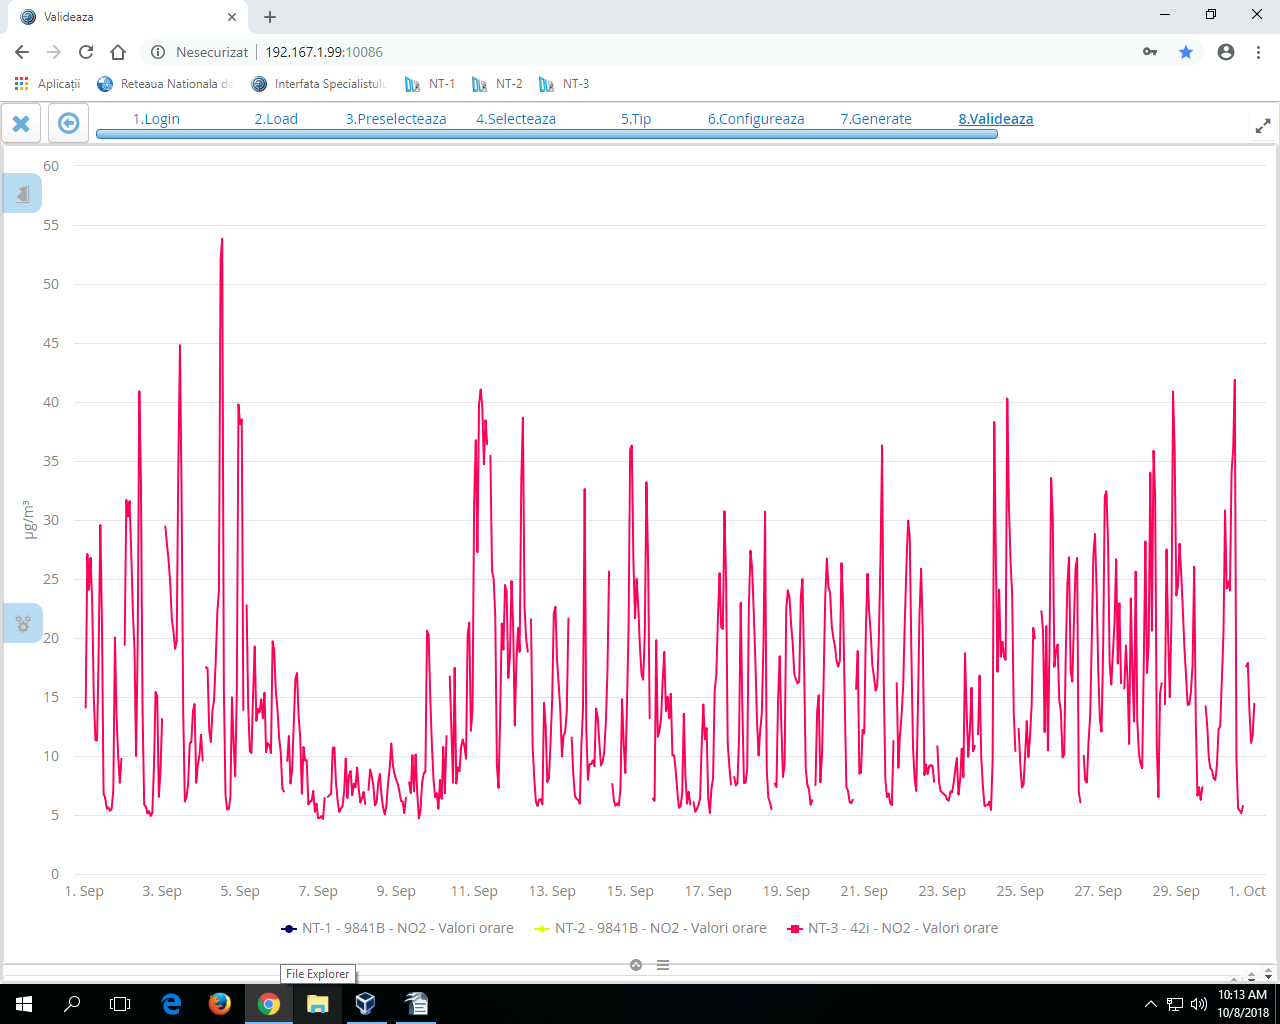 Valideaza
Nesecurizat 192.167.1.99:10086
Aplicații Reteaua Nationala de Interfata Specialistulu NT-1 NT-2 NT-3
1.Login 2.Load 3.Preselecteaza 4.Selecteaza 5.Tip 6.Configureaza 7.Generate 8.Valideaza
60
55
50
45
40
35
30
25
20
15
10
5
0
µg/m³
1. Sep 3. Sep 5. Sep 7. Sep 9. Sep 11. Sep 13. Sep 15. Sep 17. Sep 19. Sep 21. Sep 23. Sep 25. Sep 27. Sep 29. Sep 1. Oct
NT-1 - 9841B - NO2 - Valori orare NT-2 - 9841B - NO2 - Valori orare NT-3 - 42i - NO2 - Valori orare
File Explorer
10:13 AM
10/8/2018